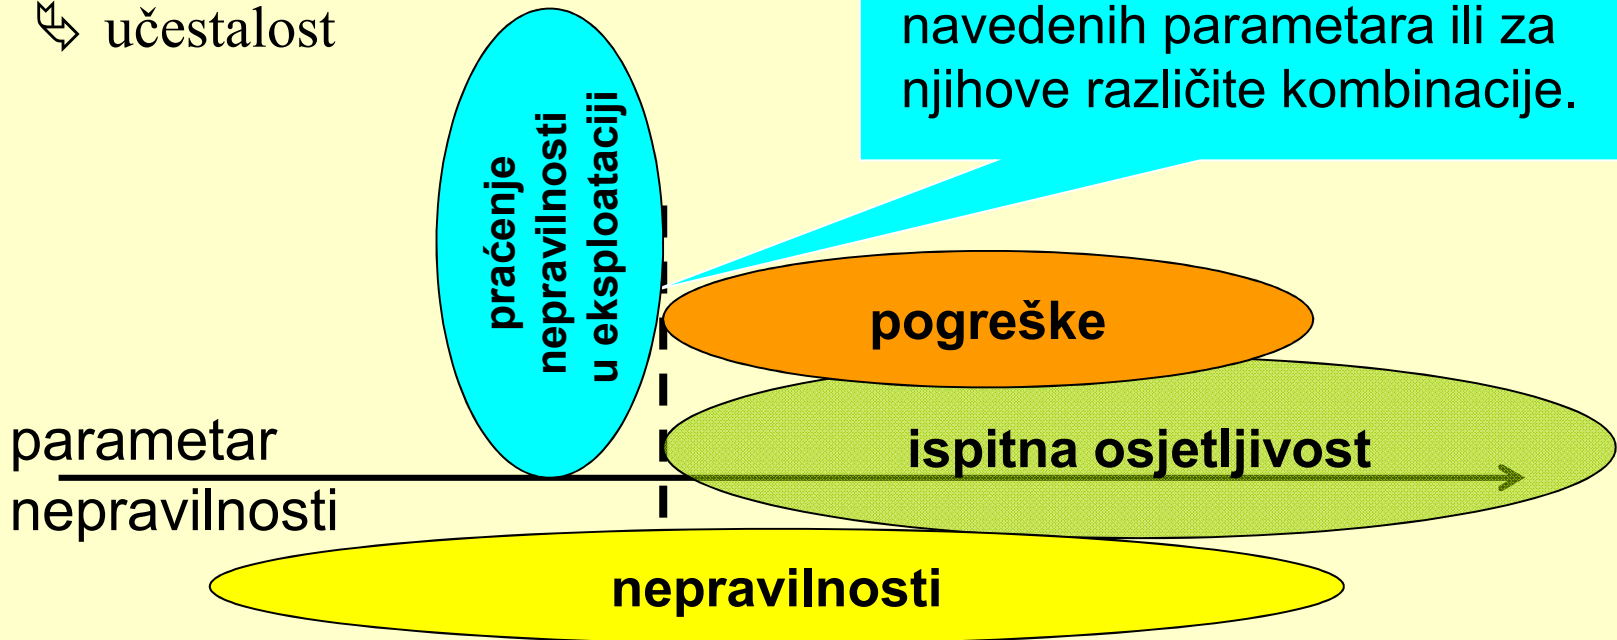 učestalost
navedenih parametara ili za
njihove različite kombinacije.
praćenje
nepravilnosti
u eksploataciji
pogreške
parametar
ispitna osjetljivost
nepravilnosti
nepravilnosti